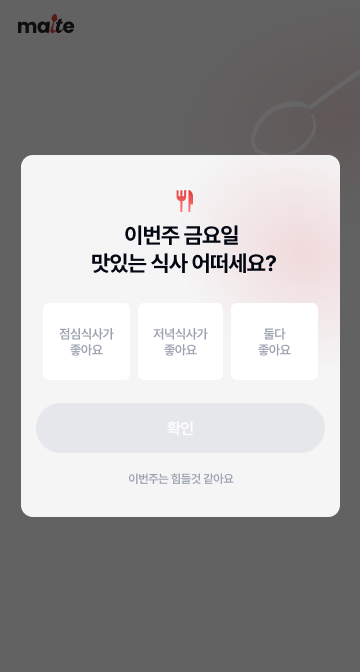 maite
이번주 금요일
맛있는 식사 어떠세요?
점심식사가
좋아요
저녁식사가
좋아요
둘다
좋아요
확인
이번주는 힘들것 같아요